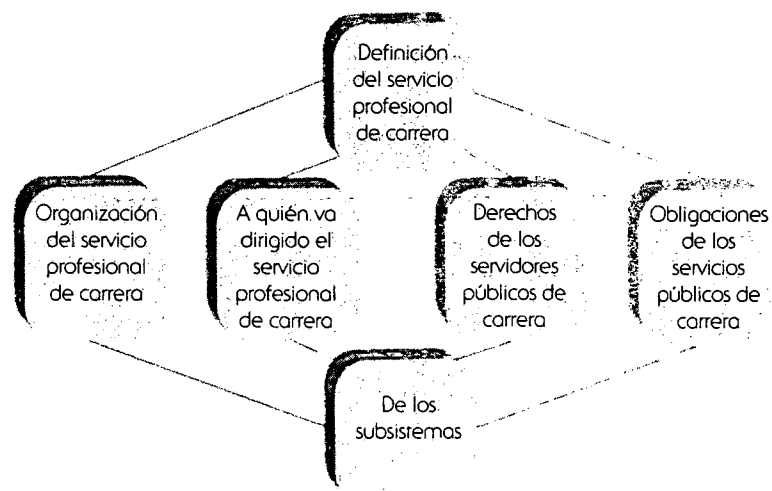 Definición
del servicio
profesional
de carrera
Organización
del servicio
profesional
de carrera
A quién va
dirigido el
servicio
profesional
de carrera
Derechos
de los
servidores
públicos de
carrera
Obligaciones
de los
servicios
públicos de
carrera
De los
subsistemas